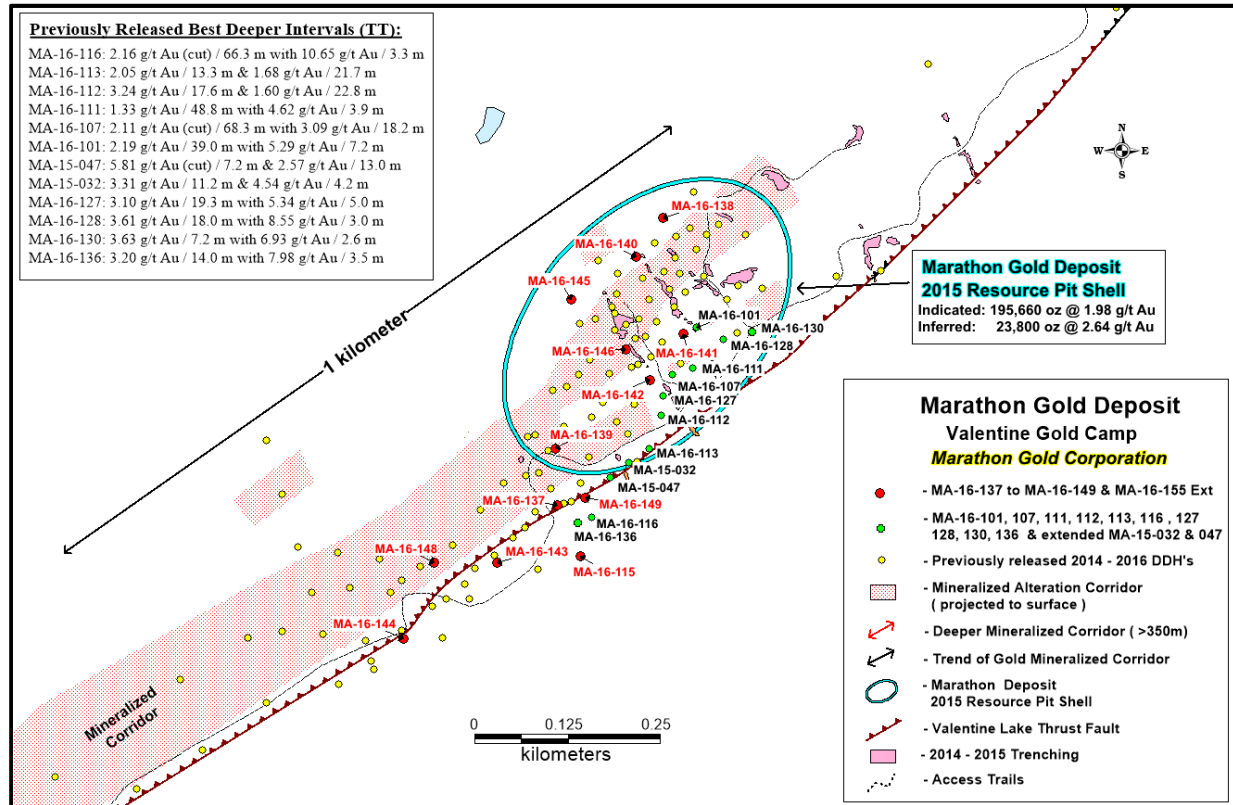 Previously Released Best Deeper Intervals (TT):
MA-16-116: 2.16 g/t Au (cut) / 66.3 m with 10.65 g/t Au / 3.3 m
MA-16-113: 2.05 g/t Au / 13.3 m & 1.68 g/t Au / 21.7 m
MA-16-112: 3.24 g/t Au / 17.6 m & 1.60 g/t Au / 22.8 m
MA-16-111: 1.33 g/t Au / 48.8 m with 4.62 g/t Au / 3.9 m
MA-16-107: 2.11 g/t Au (cut) / 68.3 m with 3.09 g/t Au / 18.2 m
MA-16-101: 2.19 g/t Au / 39.0 m with 5.29 g/t Au / 7.2 m
MA-15-047: 5.81 g/t Au (cut) / 7.2 m & 2.57 g/t Au / 13.0 m
MA-15-032: 3.31 g/t Au / 11.2 m & 4.54 g/t Au / 4.2 m
MA-16-127: 3.10 g/t Au / 19.3 m with 5.34 g/t Au / 5.0 m
MA-16-128: 3.61 g/t Au / 18.0 m with 8.55 g/t Au / 3.0 m
MA-16-130: 3.63 g/t Au / 7.2 m with 6.93 g/t Au / 2.6 m
MA-16-136: 3.20 g/t Au / 14.0 m with 7.98 g/t Au / 3.5 m
N
W E
S
1 kilometer
MA-16-138
MA-16-140
MA-16-145
MA-16-101
MA-16-130
MA-16-128
MA-16-146
MA-16-141
MA-16-111
MA-16-107
MA-16-142
MA-16-127
MA-16-112
MA-16-139
MA-16-113
MA-15-032
MA-15-047
MA-16-137
MA-16-149
MA-16-116
MA-16-136
MA-16-148
MA-16-143
MA-16-115
MA-16-144
Mineralized
Corridor
Marathon Gold Deposit
2015 Resource Pit Shell
Indicated: 195,660 oz @ 1.98 g/t Au
Inferred: 23,800 oz @ 2.64 g/t Au
0 0.125 0.25
kilometers
Marathon Gold Deposit
Valentine Gold Camp
Marathon Gold Corporation
- MA-16-137 to MA-16-149 & MA-16-155 Ext
- MA-16-101, 107, 111, 112, 113, 116 , 127
128, 130, 136 & extended MA-15-032 & 047
- Previously released 2014 - 2016 DDH's
- Mineralized Alteration Corridor
( projected to surface )
- Deeper Mineralized Corridor ( >350m)
- Trend of Gold Mineralized Corridor
- Marathon Deposit
2015 Resource Pit Shell
- Valentine Lake Thrust Fault
- 2014 - 2015 Trenching
- Access Trails